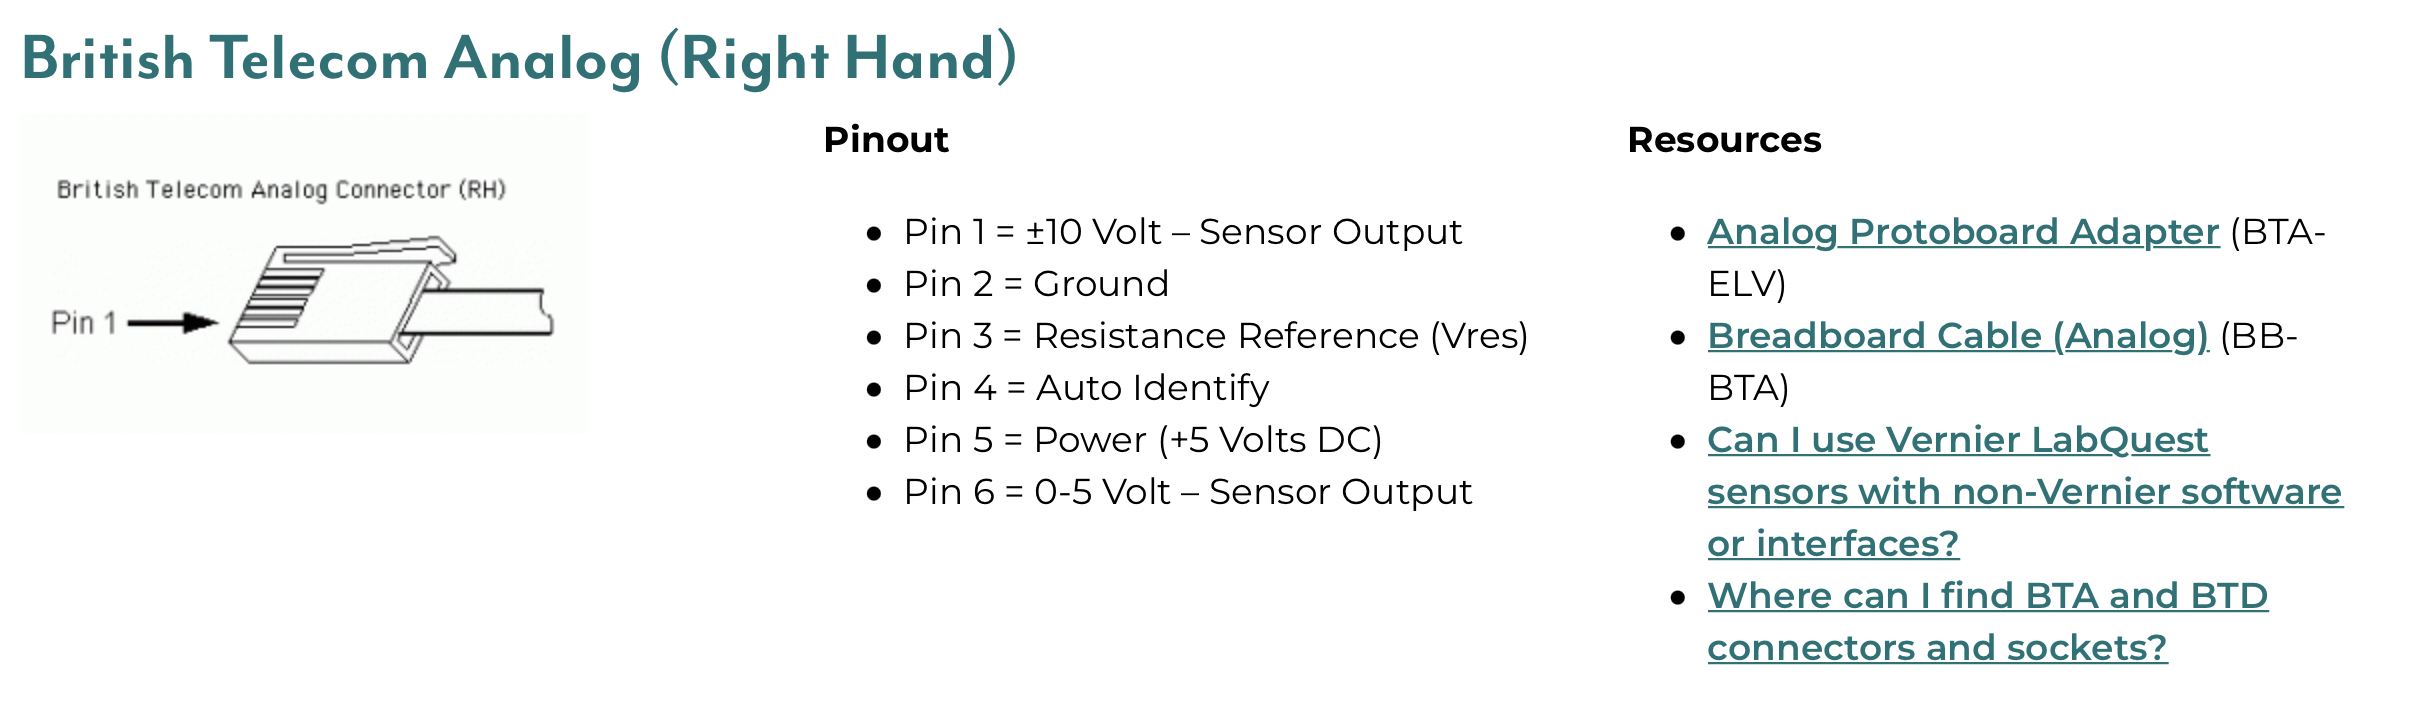 British Telecom Analog (Right Hand)
British Telecom Analog Connector (RH)
Pin 1
Pinout
• Pin 1 = ±10 Volt – Sensor Output
• Pin 2 = Ground
• Pin 3 = Resistance Reference (Vres)
• Pin 4 = Auto Identify
• Pin 5 = Power (+5 Volts DC)
• Pin 6 = 0-5 Volt – Sensor Output
Resources
• Analog Protoboard Adapter (BTA-
ELV)
• Breadboard Cable (Analog) (BB-
BTA)
• Can I use Vernier LabQuest
sensors with non-Vernier software
or interfaces?
• Where can I find BTA and BTD
connectors and sockets?